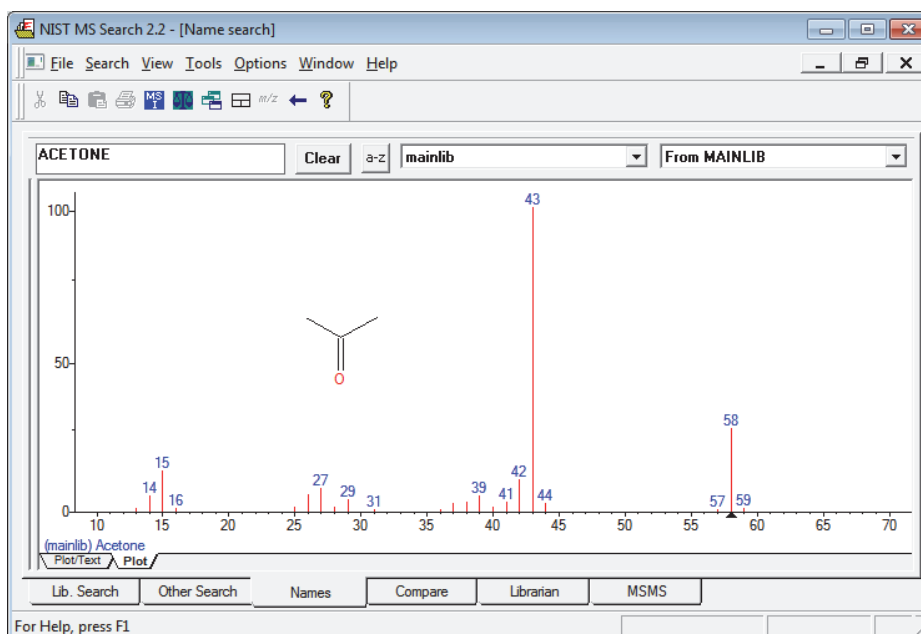 NIST MS Search 2.2 - [Name search]
File Search View Tools Options Window Help
MS
I
m/z
?
ACETONE Clear a-z mainlib From MAINLIB
100
43
50
O
58
15
42
27
14 39
29 41
16 31 44 57 59
0
10 15 20 25 30 35 40 45 50 55 60 65 70
(mainlib) Acetone
Plot/Text Plot
Lib. Search Other Search Names Compare Librarian MSMS
For Help, press F1